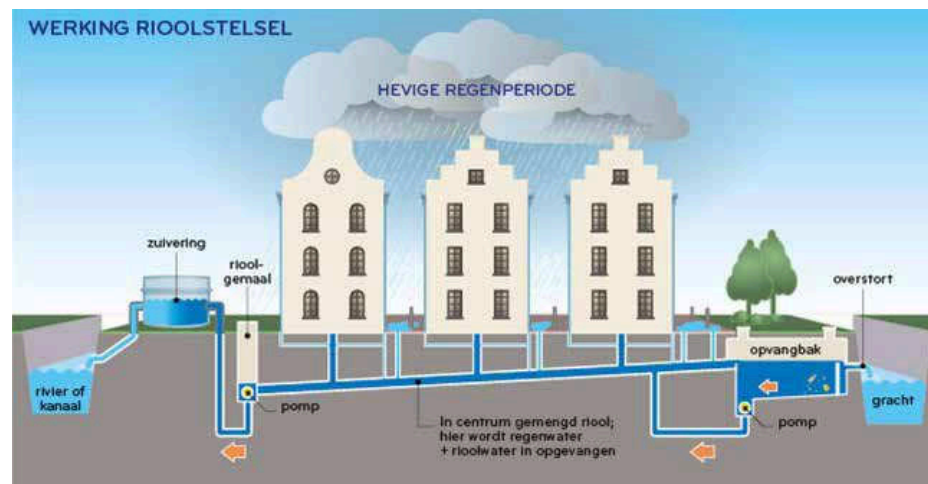 WERKING RIOOLSTELSEL
HEVIGE REGENPERIODE
zuivering
riool-
gemaal
overstort
opvangbak
rivier of
kanaal
pomp
In centrum gemengd riool;
hier wordt regenwater
+ rioolwater in opgevangen
pomp
gracht